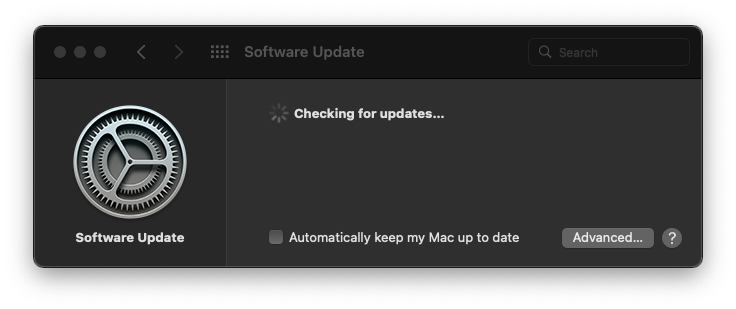 Software Update
Search
Checking for updates...
Software Update
Automatically keep my Mac up to date
Advanced...
?